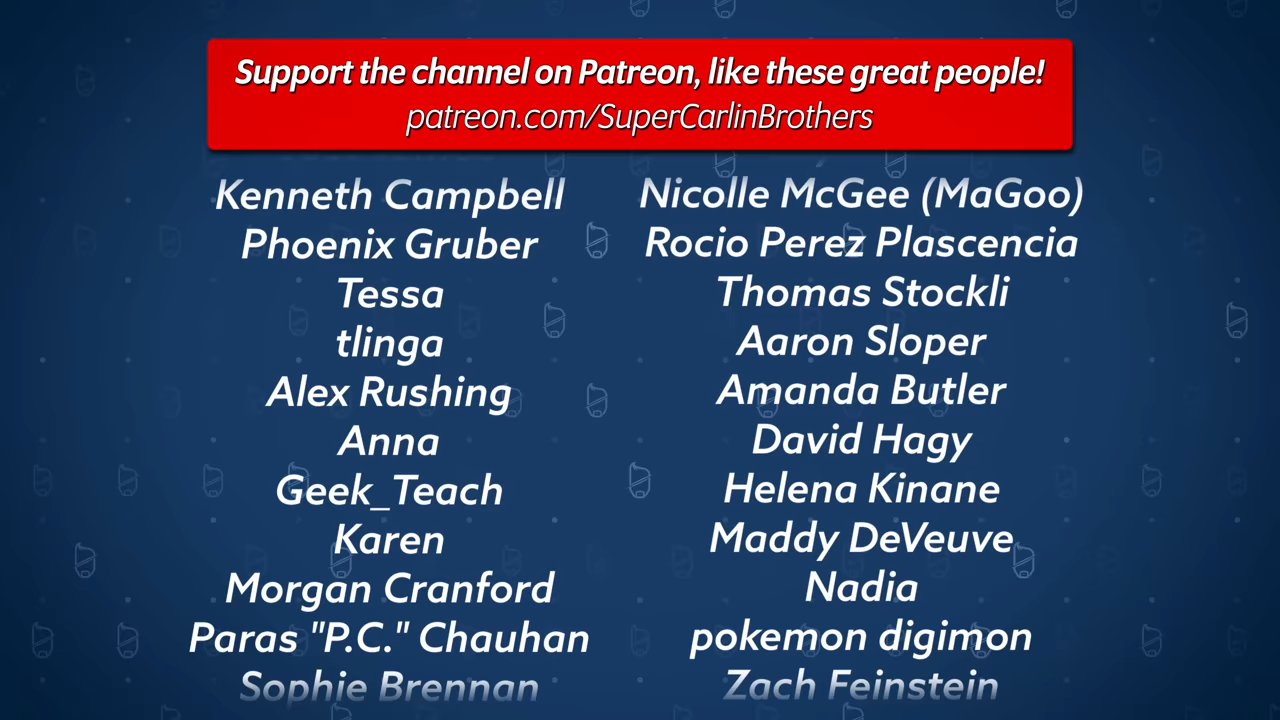 Support the channel on Patreon, like these great people!
patreon.com/SuperCarlinBrothers
Kenneth Campbell
Phoenix Gruber
Tessa
tlinga
Alex Rushing
Anna
Geek_Teach
Karen
Morgan Cranford
Paras "P.C." Chauhan
Sophie Brennan
Nicolle McGee (MaGoo)
Rocio Perez Plascencia
Thomas Stockli
Aaron Sloper
Amanda Butler
David Hagy
Helena Kinane
Maddy DeVeuve
Nadia
pokemon digimon
Zach Feinstein